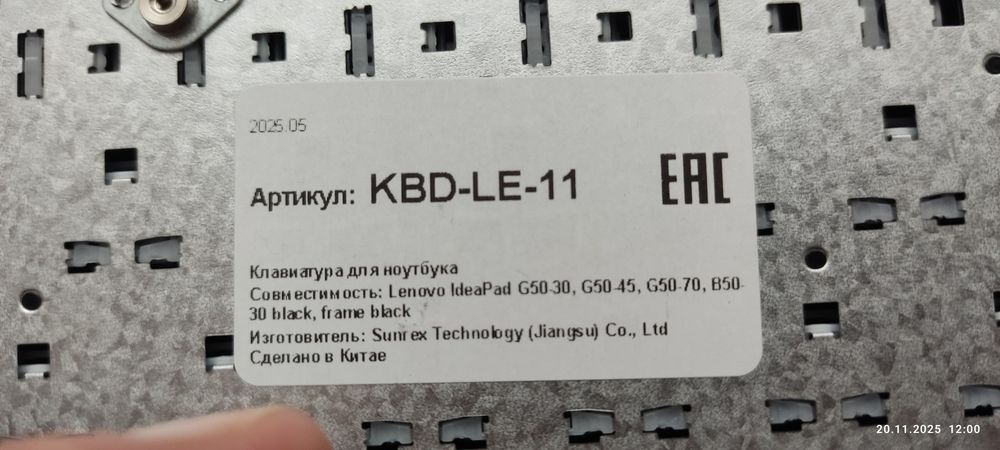 2025.05
Артикул: KBD-LE-11
EAC
Клавиатура для ноутбука
Совместимость: Lenovo IdeaPad G50-30, G50-45, G50-70, B50-
30 black, frame black
Изготовитель: Sunrex Technology (Jiangsu) Co., Ltd
Сделано в Китае
20.11.2025 12:00